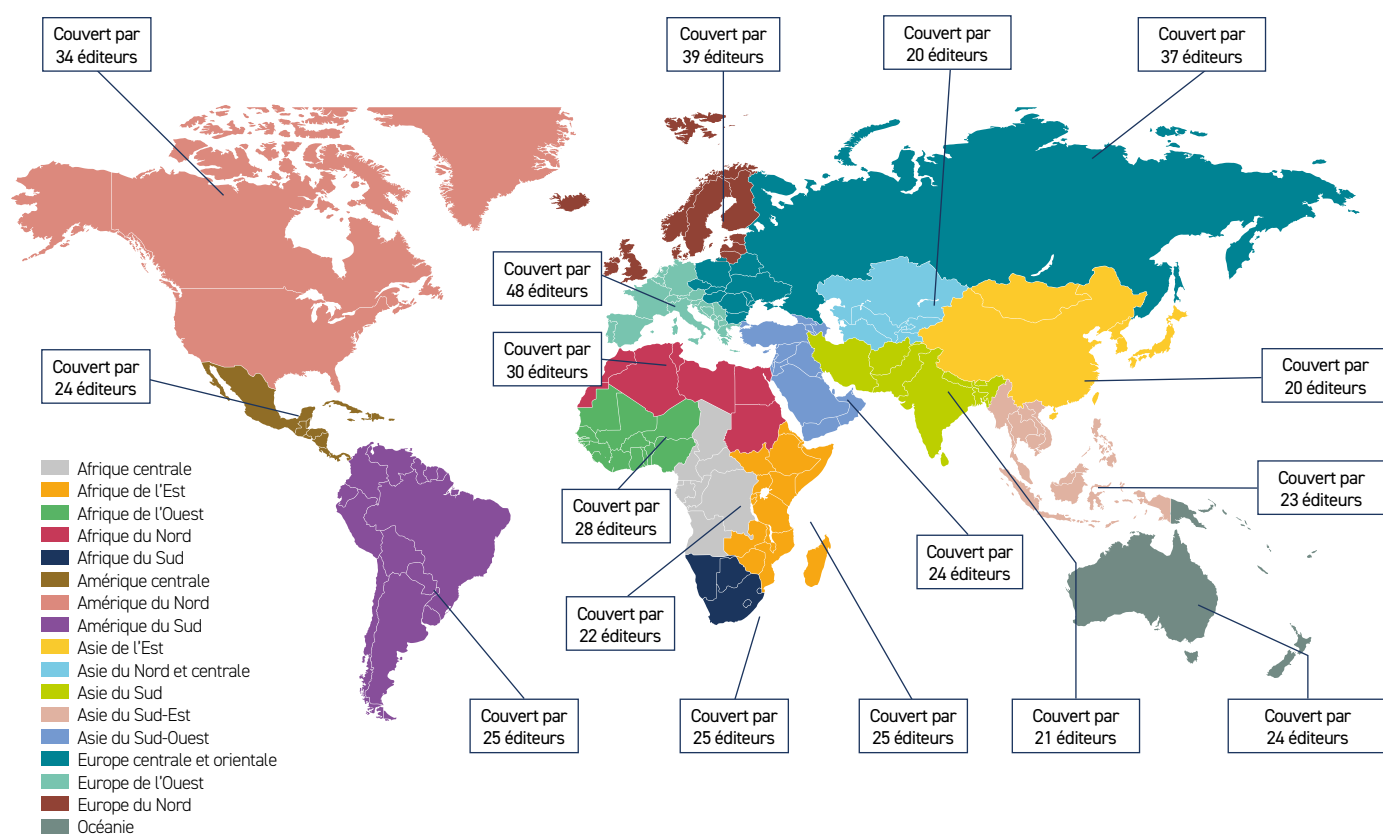 Couvert par
34 éditeurs
Couvert par
39 éditeurs
Couvert par
20 éditeurs
Couvert par
37 éditeurs
Couvert par
48 éditeurs
Couvert par
30 éditeurs
Couvert par
24 éditeurs
Couvert par
20 éditeurs
Couvert par
23 éditeurs
Couvert par
28 éditeurs
Couvert par
24 éditeurs
Couvert par
22 éditeurs
Couvert par
25 éditeurs
Couvert par
25 éditeurs
Couvert par
25 éditeurs
Couvert par
21 éditeurs
Couvert par
24 éditeurs
Afrique centrale
Afrique de l'Est
Afrique de l'Ouest
Afrique du Nord
Afrique du Sud
Amérique centrale
Amérique du Nord
Amérique du Sud
Asie de l'Est
Asie du Nord et centrale
Asie du Sud
Asie du Sud-Est
Asie du Sud-Ouest
Europe centrale et orientale
Europe de l'Ouest
Europe du Nord
Océanie